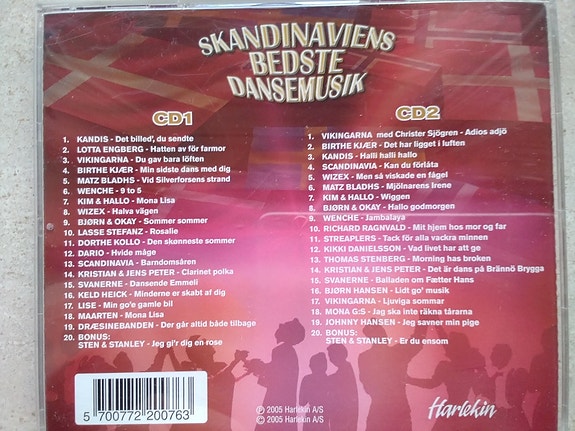 SKANDINAVIENS
BEDSTE
DANSEMUSIK
CD1
1. KANDIS - Det billed', du sendte
2. LOTTA ENGBERG - Hatten av för farmor
3. VIKINGARNA - Du gav bara löften
4. BIRTHE KJÆR - Min sidste dans med dig
5. MATZ BLADHS - Vid Silverforsens strand
6. WENCHE - 9 to 5
7. KIM & HALLO - Mona Lisa
8. WIZEX - Halva vägen
9. BJØRN & OKAY - Sommer sommer
10. LASSE STEFANZ - Rosalie
11. DORTHE KOLLO - Den skønneste sommer
12. DARIO - Hvide måge
13. SCANDINAVIA - Barndomsåren
14. KRISTIAN & JENS PETER - Clarinet polka
15. SVANERNE - Dansende Emmeli
16. KELD HEICK - Minderne er skabt af dig
17. LISE - Min go'e gamle bil
18. MAARTEN - Mona Lisa
19. DRÆSINEBANDEN - Der går altid både tilbage
20. BONUS:
STEN & STANLEY - Jeg gi'r dig en rose
CD2
1. VIKINGARNA med Christer Sjögren - Adios adjö
2. BIRTHE KJÆR - Det har ligget i luften
3. KANDIS - Halli halli hallo
4. SCANDINAVIA - Kan du förlåta
5. WIZEX - Men så viskade en fågel
6. MATZ BLADHS - Mjölnarens Irene
7. KIM & HALLO - Wiggen
8. BJØRN & OKAY - Hallo godmorgen
9. WENCHE - Jambalaya
10. RICHARD RAGNVALD - Mit hjem hos mor og far
11. STREAPLERS - Tack för alla vackra minnen
12. KIKKI DANIELSSON - Vad livet har att ge
13. THOMAS STENBERG - Morning has broken
14. KRISTIAN & JENS PETER - Det är dans på Brännö Brygga
15. SVANERNE - Balladen om Fætter Hans
16. BJØRN HANSEN - Lidt go' musik
17. VIKINGARNA - Ljuviga sommar
18. MONA G:S - Jag ska inte räkna tårarna
19. JOHNNY HANSEN - Jeg savner min pige
20. BONUS:
STEN & STANLEY - Er du ensom
5 700772 200763
℗ 2005 Harlekin A/S
© 2005 Harlekin A/S
Harlekin